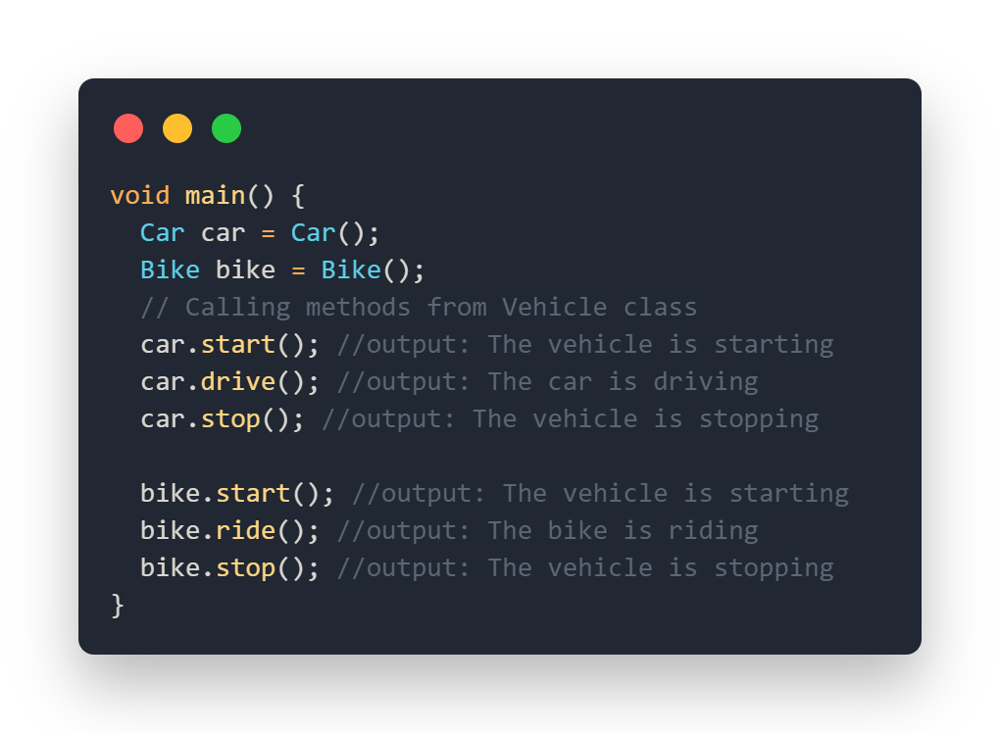 void main() {
  Car car = Car();
  Bike bike = Bike();
  // Calling methods from Vehicle class
  car.start(); //output: The vehicle is starting
  car.drive(); //output: The car is driving
  car.stop(); //output: The vehicle is stopping

  bike.start(); //output: The vehicle is starting
  bike.ride(); //output: The bike is riding
  bike.stop(); //output: The vehicle is stopping
}